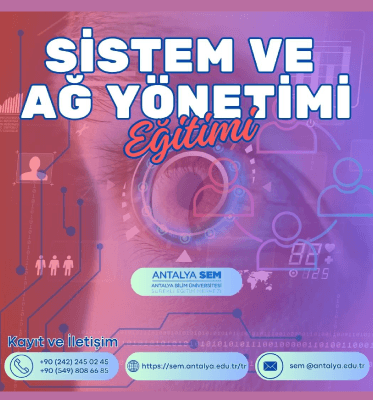 SİSTEM VE
AĞ YÖNETİMİ
Eğitimi
ANTALYA SEM
ANTALYA BİLİM ÜNİVERSİTESİ
Kayıt ve İletişim
+90 (242) 245 02 45
+90 (549) 808 66 85
https://sem.antalya.edu.tr/tr
sem @antalya.edu.tr